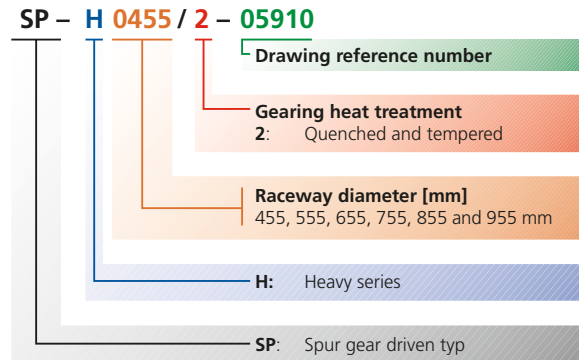 SP – H 0455 / 2 – 05910
Drawing reference number
Gearing heat treatment
2: Quenched and tempered
Raceway diameter [mm]
455, 555, 655, 755, 855 and 955 mm
H: Heavy series
SP: Spur gear driven typ